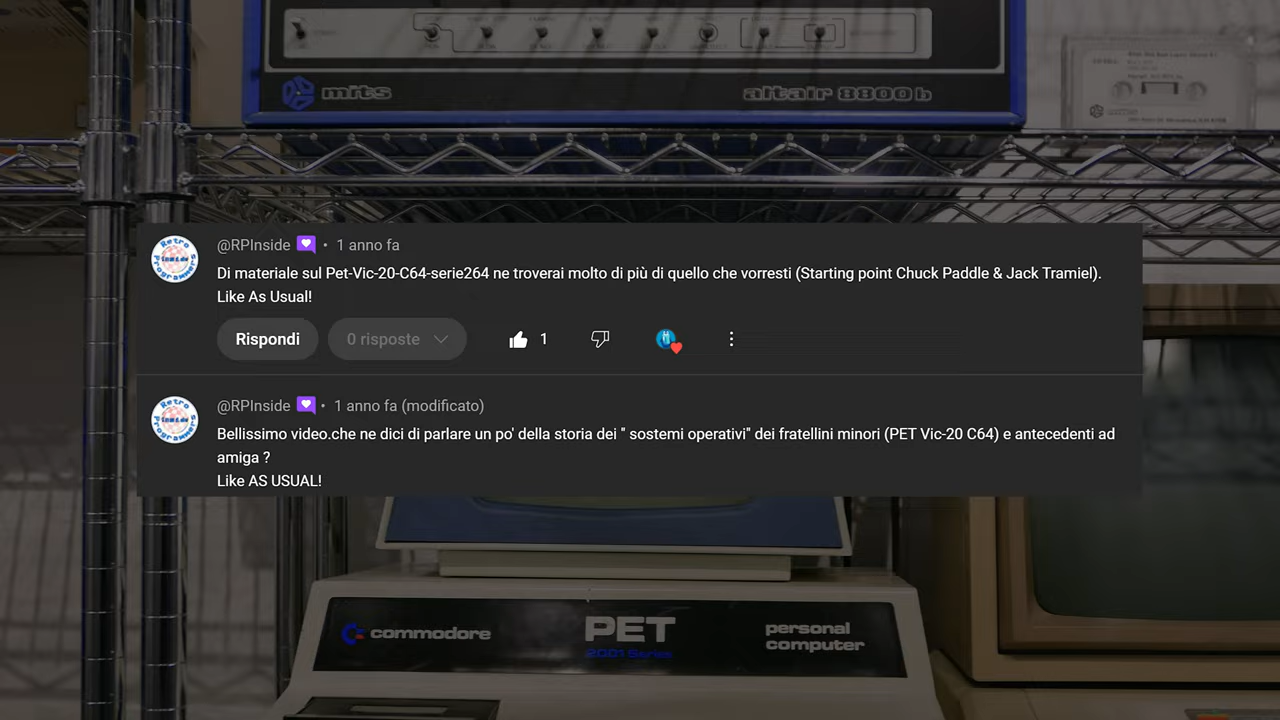 mits
altair 8800b
@RPInside • 1 anno fa
Di materiale sul Pet-Vic-20-C64-serie264 ne troverai molto di più di quello che vorresti (Starting point Chuck Paddle & Jack Tramiel).
Like As Usual!
Rispondi
0 risposte
1
@RPInside • 1 anno fa (modificato)
Bellissimo video.che ne dici di parlare un po' della storia dei " sostemi operativi" dei fratellini minori (PET Vic-20 C64) e antecedenti ad
amiga ?
Like AS USUAL!
commodore
PET
2001 Series
personal
computer